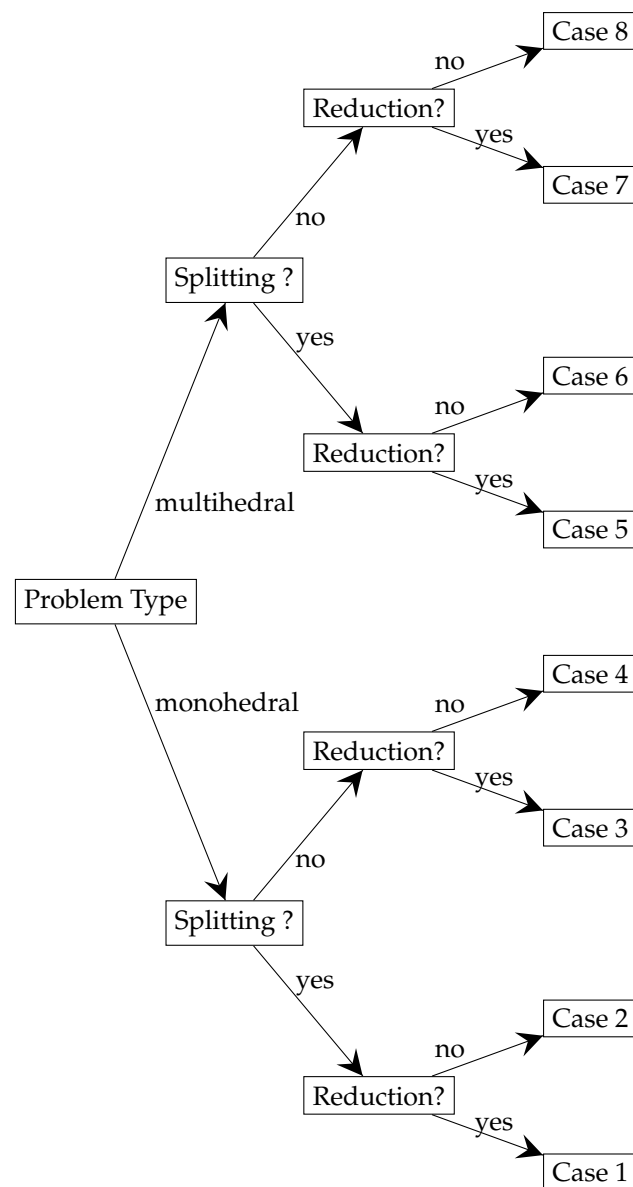 Case 8
no
Reduction?
yes
Case 7
no
Splitting ?
yes
Case 6
no
Reduction?
yes
multihedral
Case 5
Problem Type
Case 4
monohedral
no
Reduction?
yes
Case 3
no
Splitting ?
yes
Case 2
no
Reduction?
yes
Case 1